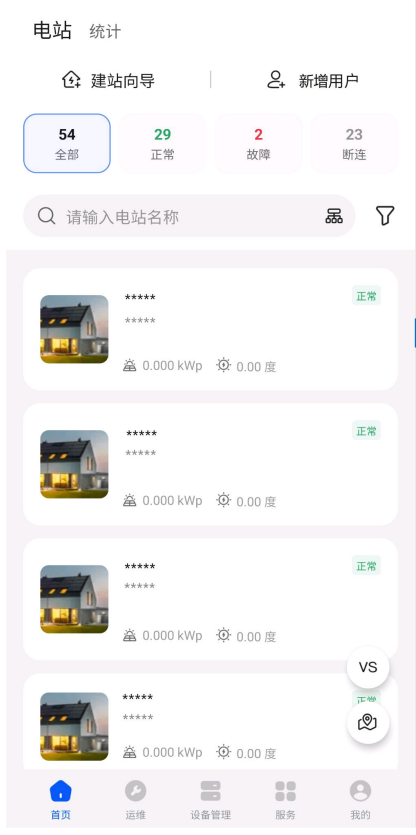 电站 统计
建站向导 新增用户
54 29 2 23
全部 正常 故障 断连
请输入电站名称
***** 正常
*****
0.000 kWp 0.00 度
***** 正常
*****
0.000 kWp 0.00 度
***** 正常
*****
0.000 kWp 0.00 度
VS
***** 正常
*****
0.000 kWp 0.00 度
首页 运维 设备管理 服务 我的